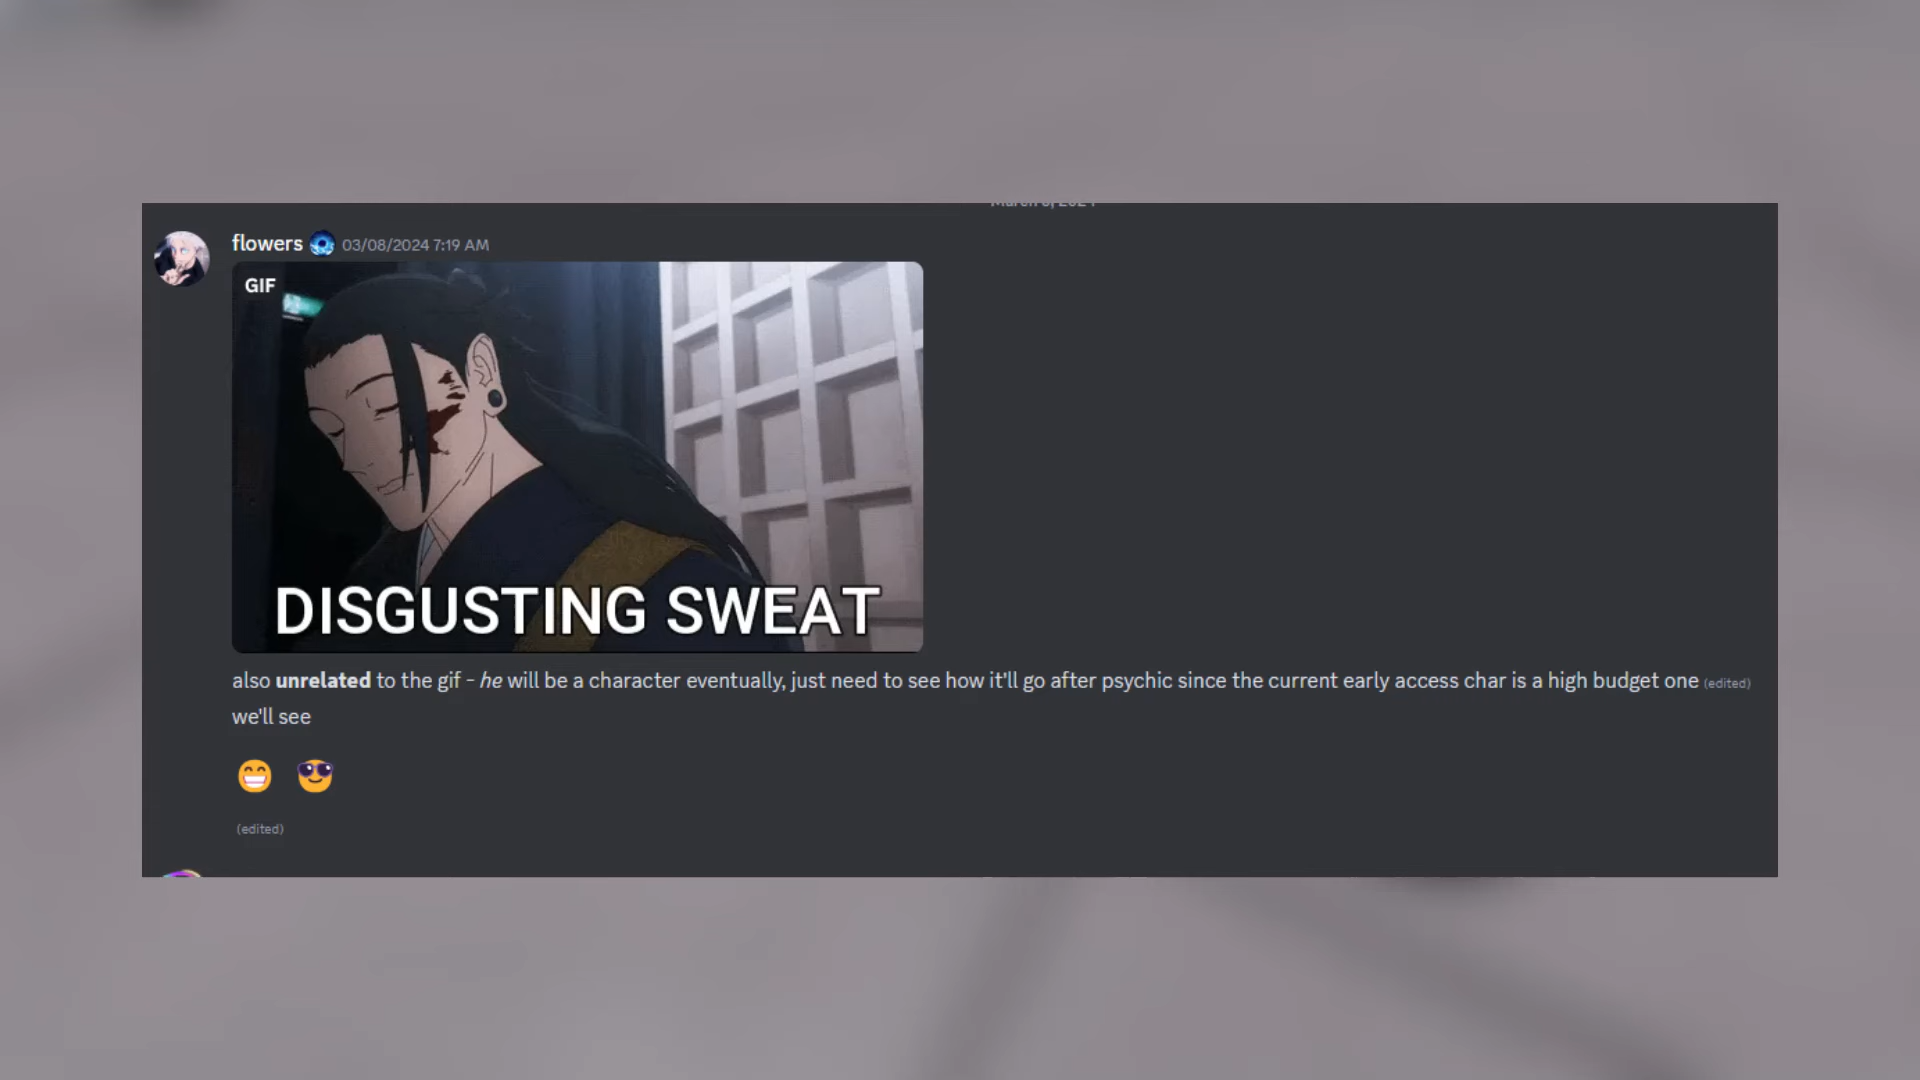 flowers 03/08/2024 7:19 AM
GIF
DISGUSTING SWEAT
also unrelated to the gif - he will be a character eventually, just need to see how it'll go after psychic since the current early access char is a high budget one (edited)
we'll see
(edited)